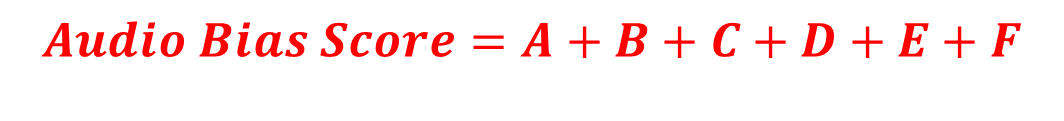 Audio Bias Score = A + B + C + D + E + F